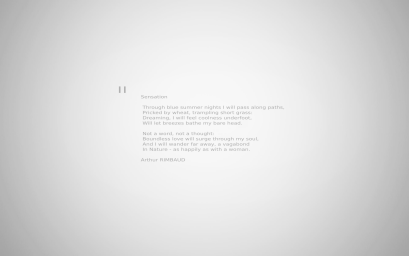 "
Sensation
Through blue summer nights I will pass along paths,
Pricked by wheat, trampling short grass:
Dreaming, I will feel coolness underfoot,
Will let breezes bathe my bare head.
Not a word, not a thought:
Boundless love will surge through my soul,
And I will wander far away, a vagabond
In Nature - as happily as with a woman.
Arthur RIMBAUD